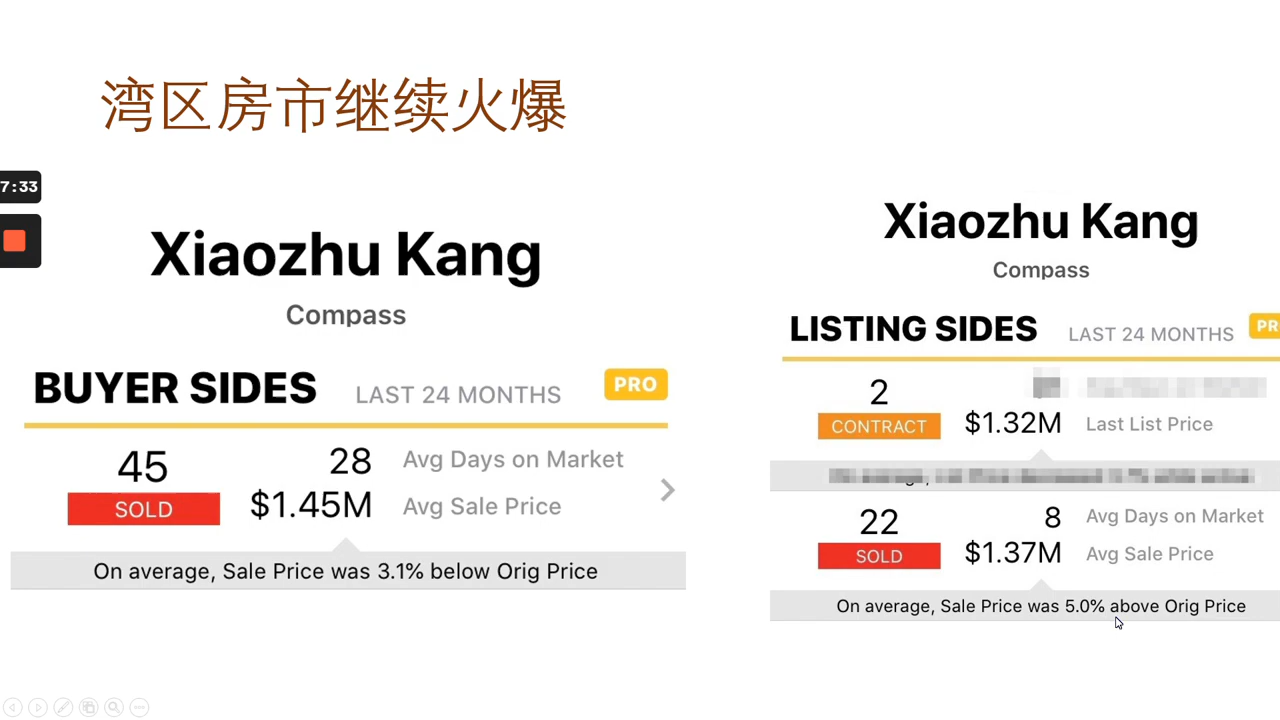 湾区房市继续火爆
7:33
Xiaozhu Kang
Compass
BUYER SIDES LAST 24 MONTHS PRO
45 28 Avg Days on Market
SOLD $1.45M Avg Sale Price
On average, Sale Price was 3.1% below Orig Price
Xiaozhu Kang
Compass
LISTING SIDES LAST 24 MONTHS PR
2
CONTRACT $1.32M Last List Price
22 8 Avg Days on Market
SOLD $1.37M Avg Sale Price
On average, Sale Price was 5.0% above Orig Price